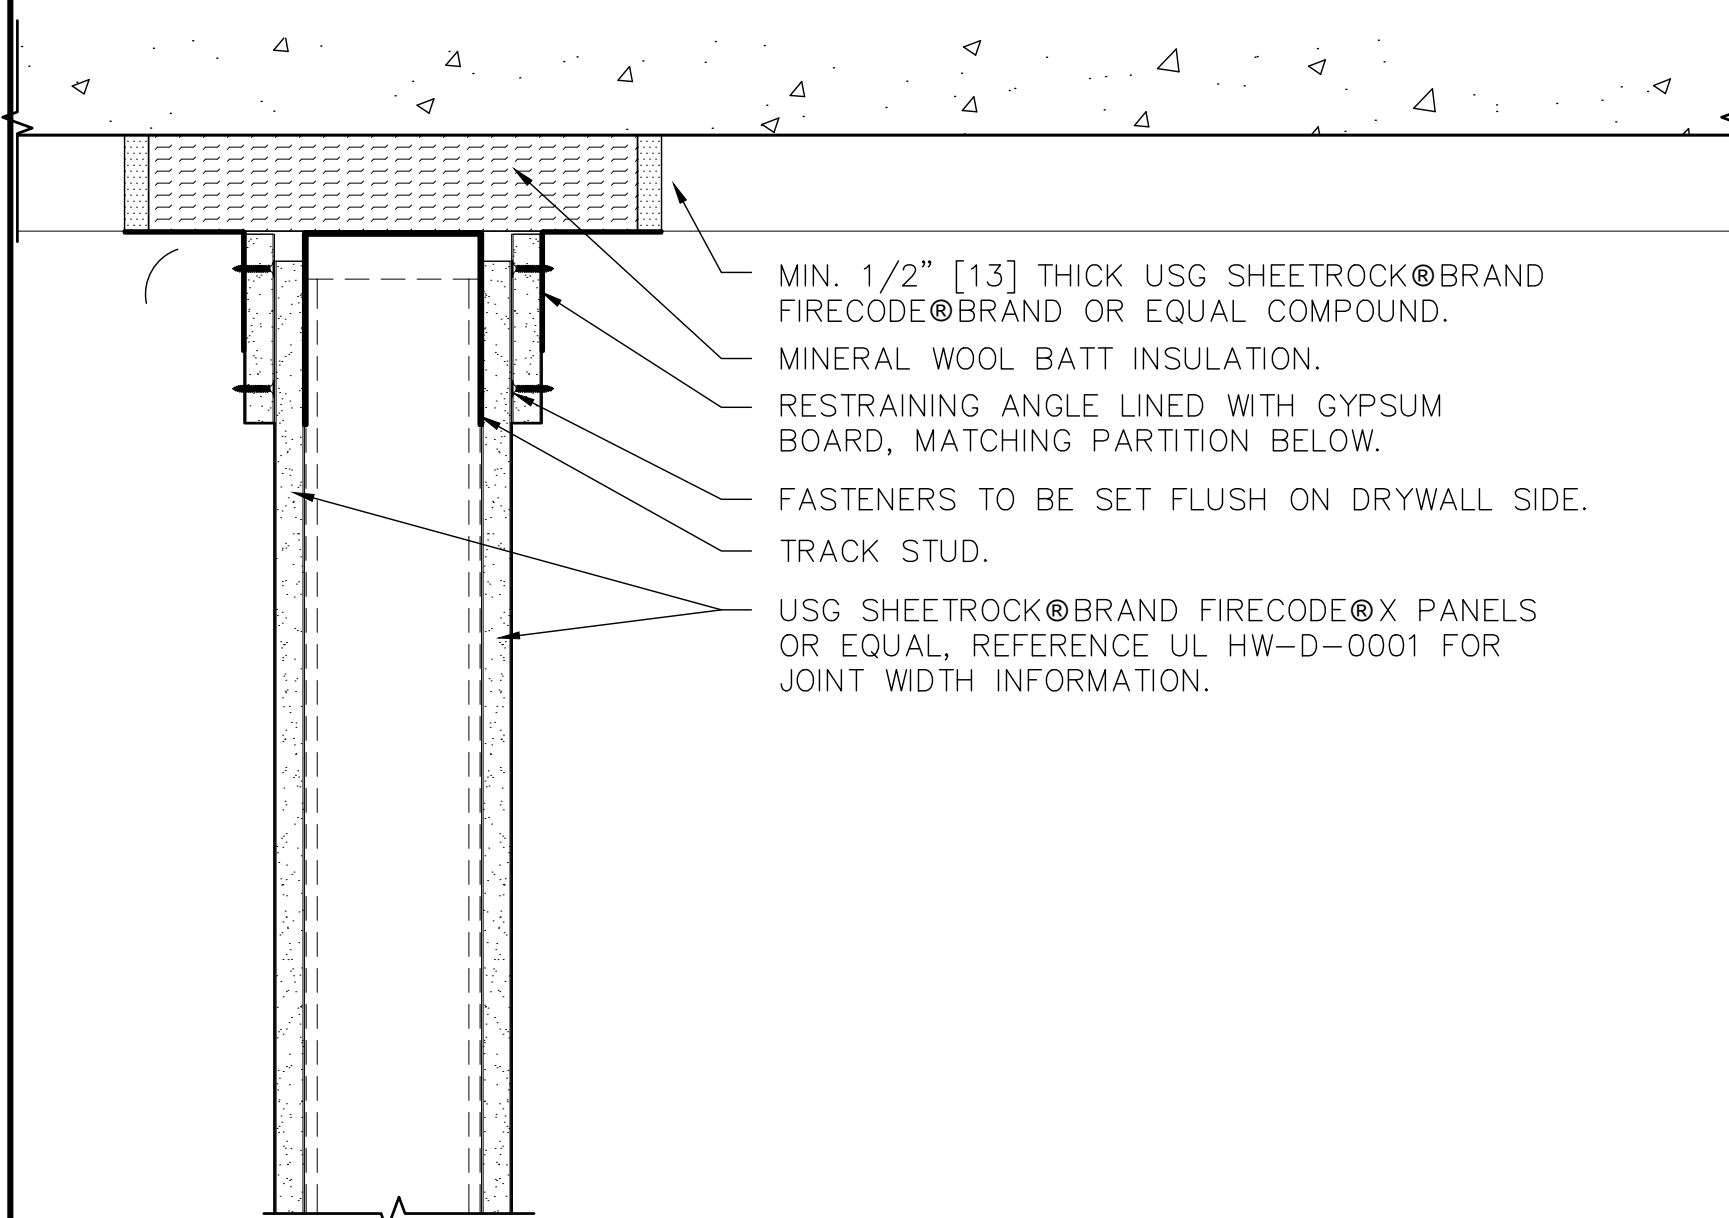 MIN. 1/2” [13] THICK USG SHEETROCK®BRAND
FIRECODE®BRAND OR EQUAL COMPOUND.
MINERAL WOOL BATT INSULATION.
RESTRAINING ANGLE LINED WITH GYPSUM
BOARD, MATCHING PARTITION BELOW.
FASTENERS TO BE SET FLUSH ON DRYWALL SIDE.
TRACK STUD.
USG SHEETROCK®BRAND FIRECODE®X PANELS
OR EQUAL, REFERENCE UL HW-D-0001 FOR
JOINT WIDTH INFORMATION.